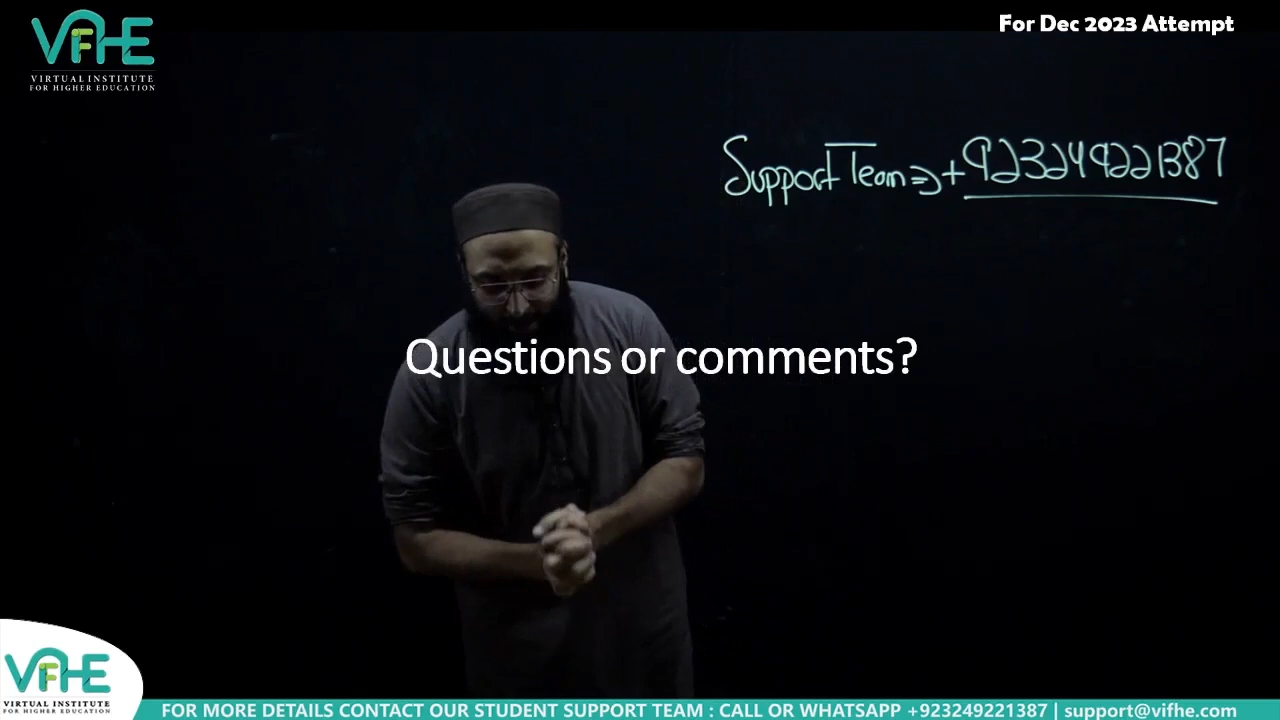 VIFHE
VIRTUAL INSTITUTE
FOR HIGHER EDUCATION
For Dec 2023 Attempt
Support Team => +923249221387
Questions or comments?
VIFHE
VIRTUAL INSTITUTE
FOR HIGHER EDUCATION
FOR MORE DETAILS CONTACT OUR STUDENT SUPPORT TEAM : CALL OR WHATSAPP +923249221387 | support@vifhe.com